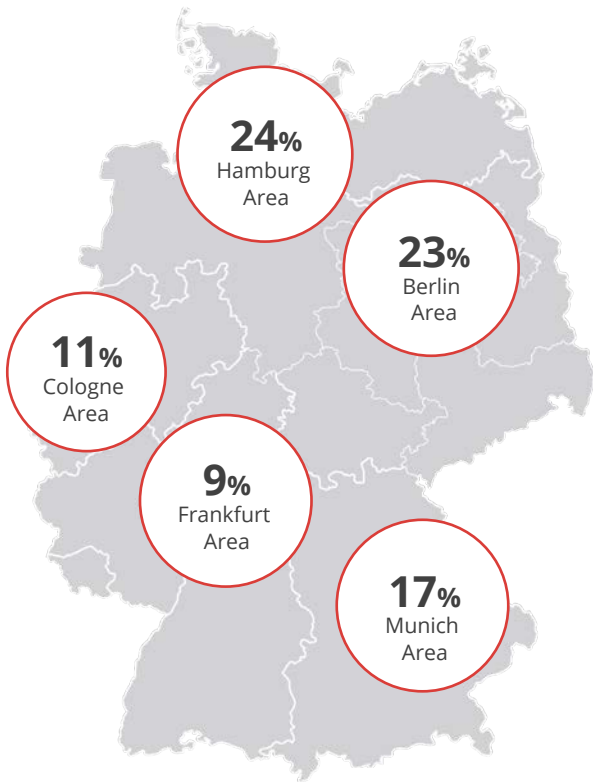 24%
Hamburg
Area
23%
Berlin
Area
11%
Cologne
Area
9%
Frankfurt
Area
17%
Munich
Area